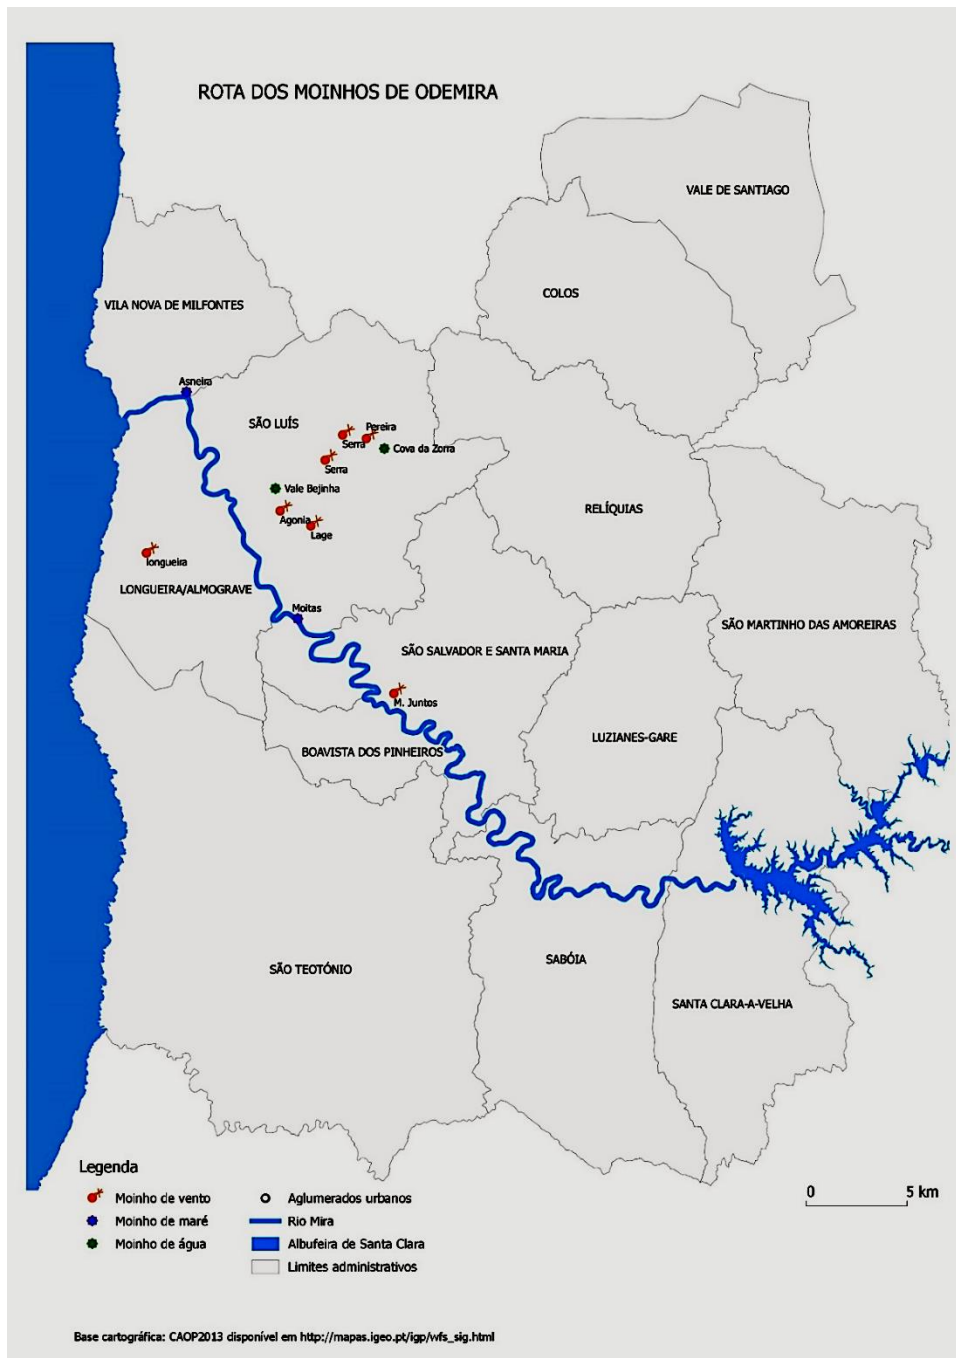 ROTA DOS MOINHOS DE ODEMIRA
VALE DE SANTIAGO
COLOS
VILA NOVA DE MILFONTES
Asneira
SÃO LUÍS
Pereira
Serra
Cova da Zorra
Serra
Vale Bejinha
RELÍQUIAS
Agonia
Lage
longueira
LONGUEIRA/ALMOGRAVE
Moitas
SÃO MARTINHO DAS AMOREIRAS
SÃO SALVADOR E SANTA MARIA
M. Juntos
LUZIANES-GARE
BOAVISTA DOS PINHEIROS
SÃO TEOTÓNIO
SABÓIA
SANTA CLARA-A-VELHA
Legenda
Moinho de vento
Moinho de maré
Moinho de água
Aglumerados urbanos
Rio Mira
Albufeira de Santa Clara
Limites administrativos
0 5 km
Base cartográfica: CAOP2013 disponível em http://mapas.igeo.pt/igp/wfs_sig.html